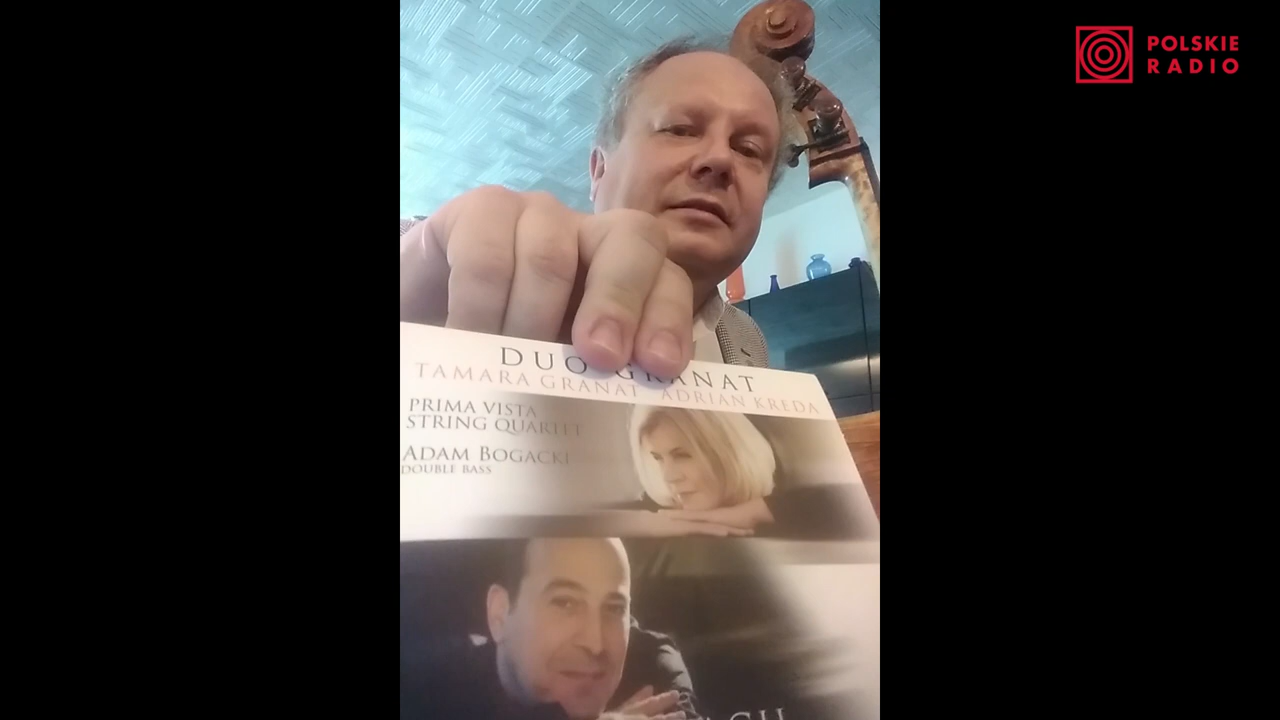 POLSKIE
RADIO
DUO GRANAT
TAMARA GRANAT ADRIAN KREDA
PRIMA VISTA
STRING QUARTET
ADAM BOGACKI
DOUBLE BASS